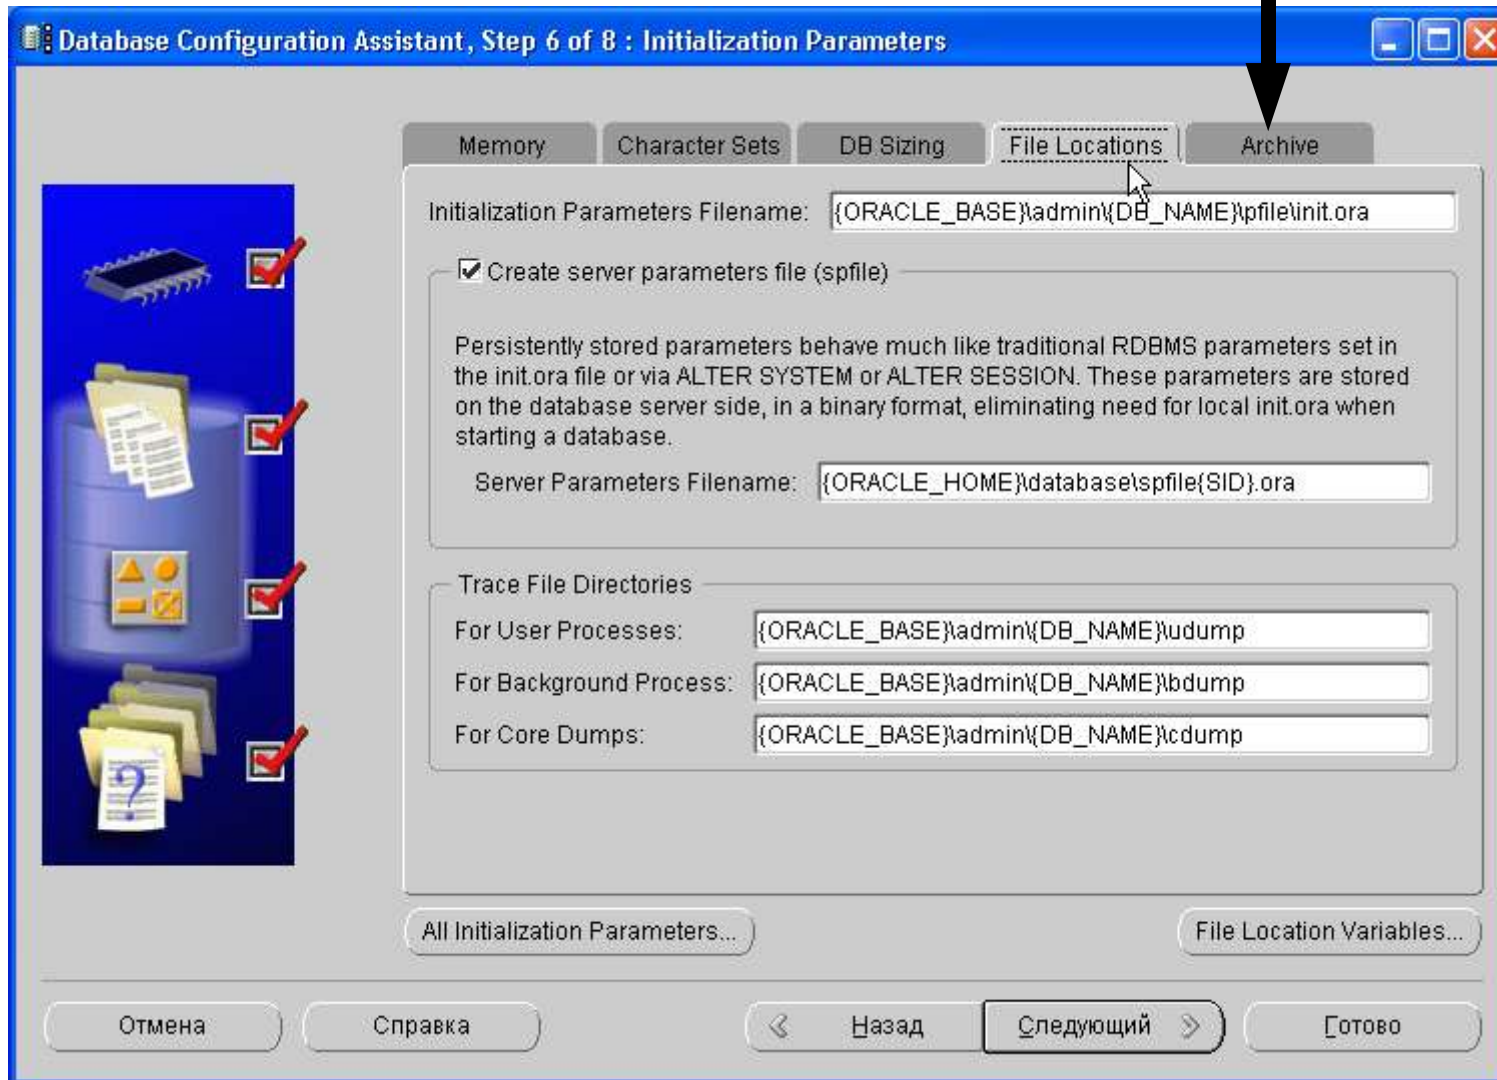 Database Configuration Assistant, Step 6 of 8 : Initialization Parameters
Memory Character Sets DB Sizing File Locations Archive
Initialization Parameters Filename: {ORACLE_BASE}\admin\{DB_NAME}\pfile\init.ora
Create server parameters file (spfile)
Persistently stored parameters behave much like traditional RDBMS parameters set in
the init.ora file or via ALTER SYSTEM or ALTER SESSION. These parameters are stored
on the database server side, in a binary format, eliminating need for local init.ora when
starting a database.
Server Parameters Filename: {ORACLE_HOME}\database\spfile{SID}.ora
Trace File Directories
For User Processes: {ORACLE_BASE}\admin\{DB_NAME}\udump
For Background Process: {ORACLE_BASE}\admin\{DB_NAME}\bdump
For Core Dumps: {ORACLE_BASE}\admin\{DB_NAME}\cdump
All Initialization Parameters... File Location Variables...
Отмена Справка Назад Следующий Готово